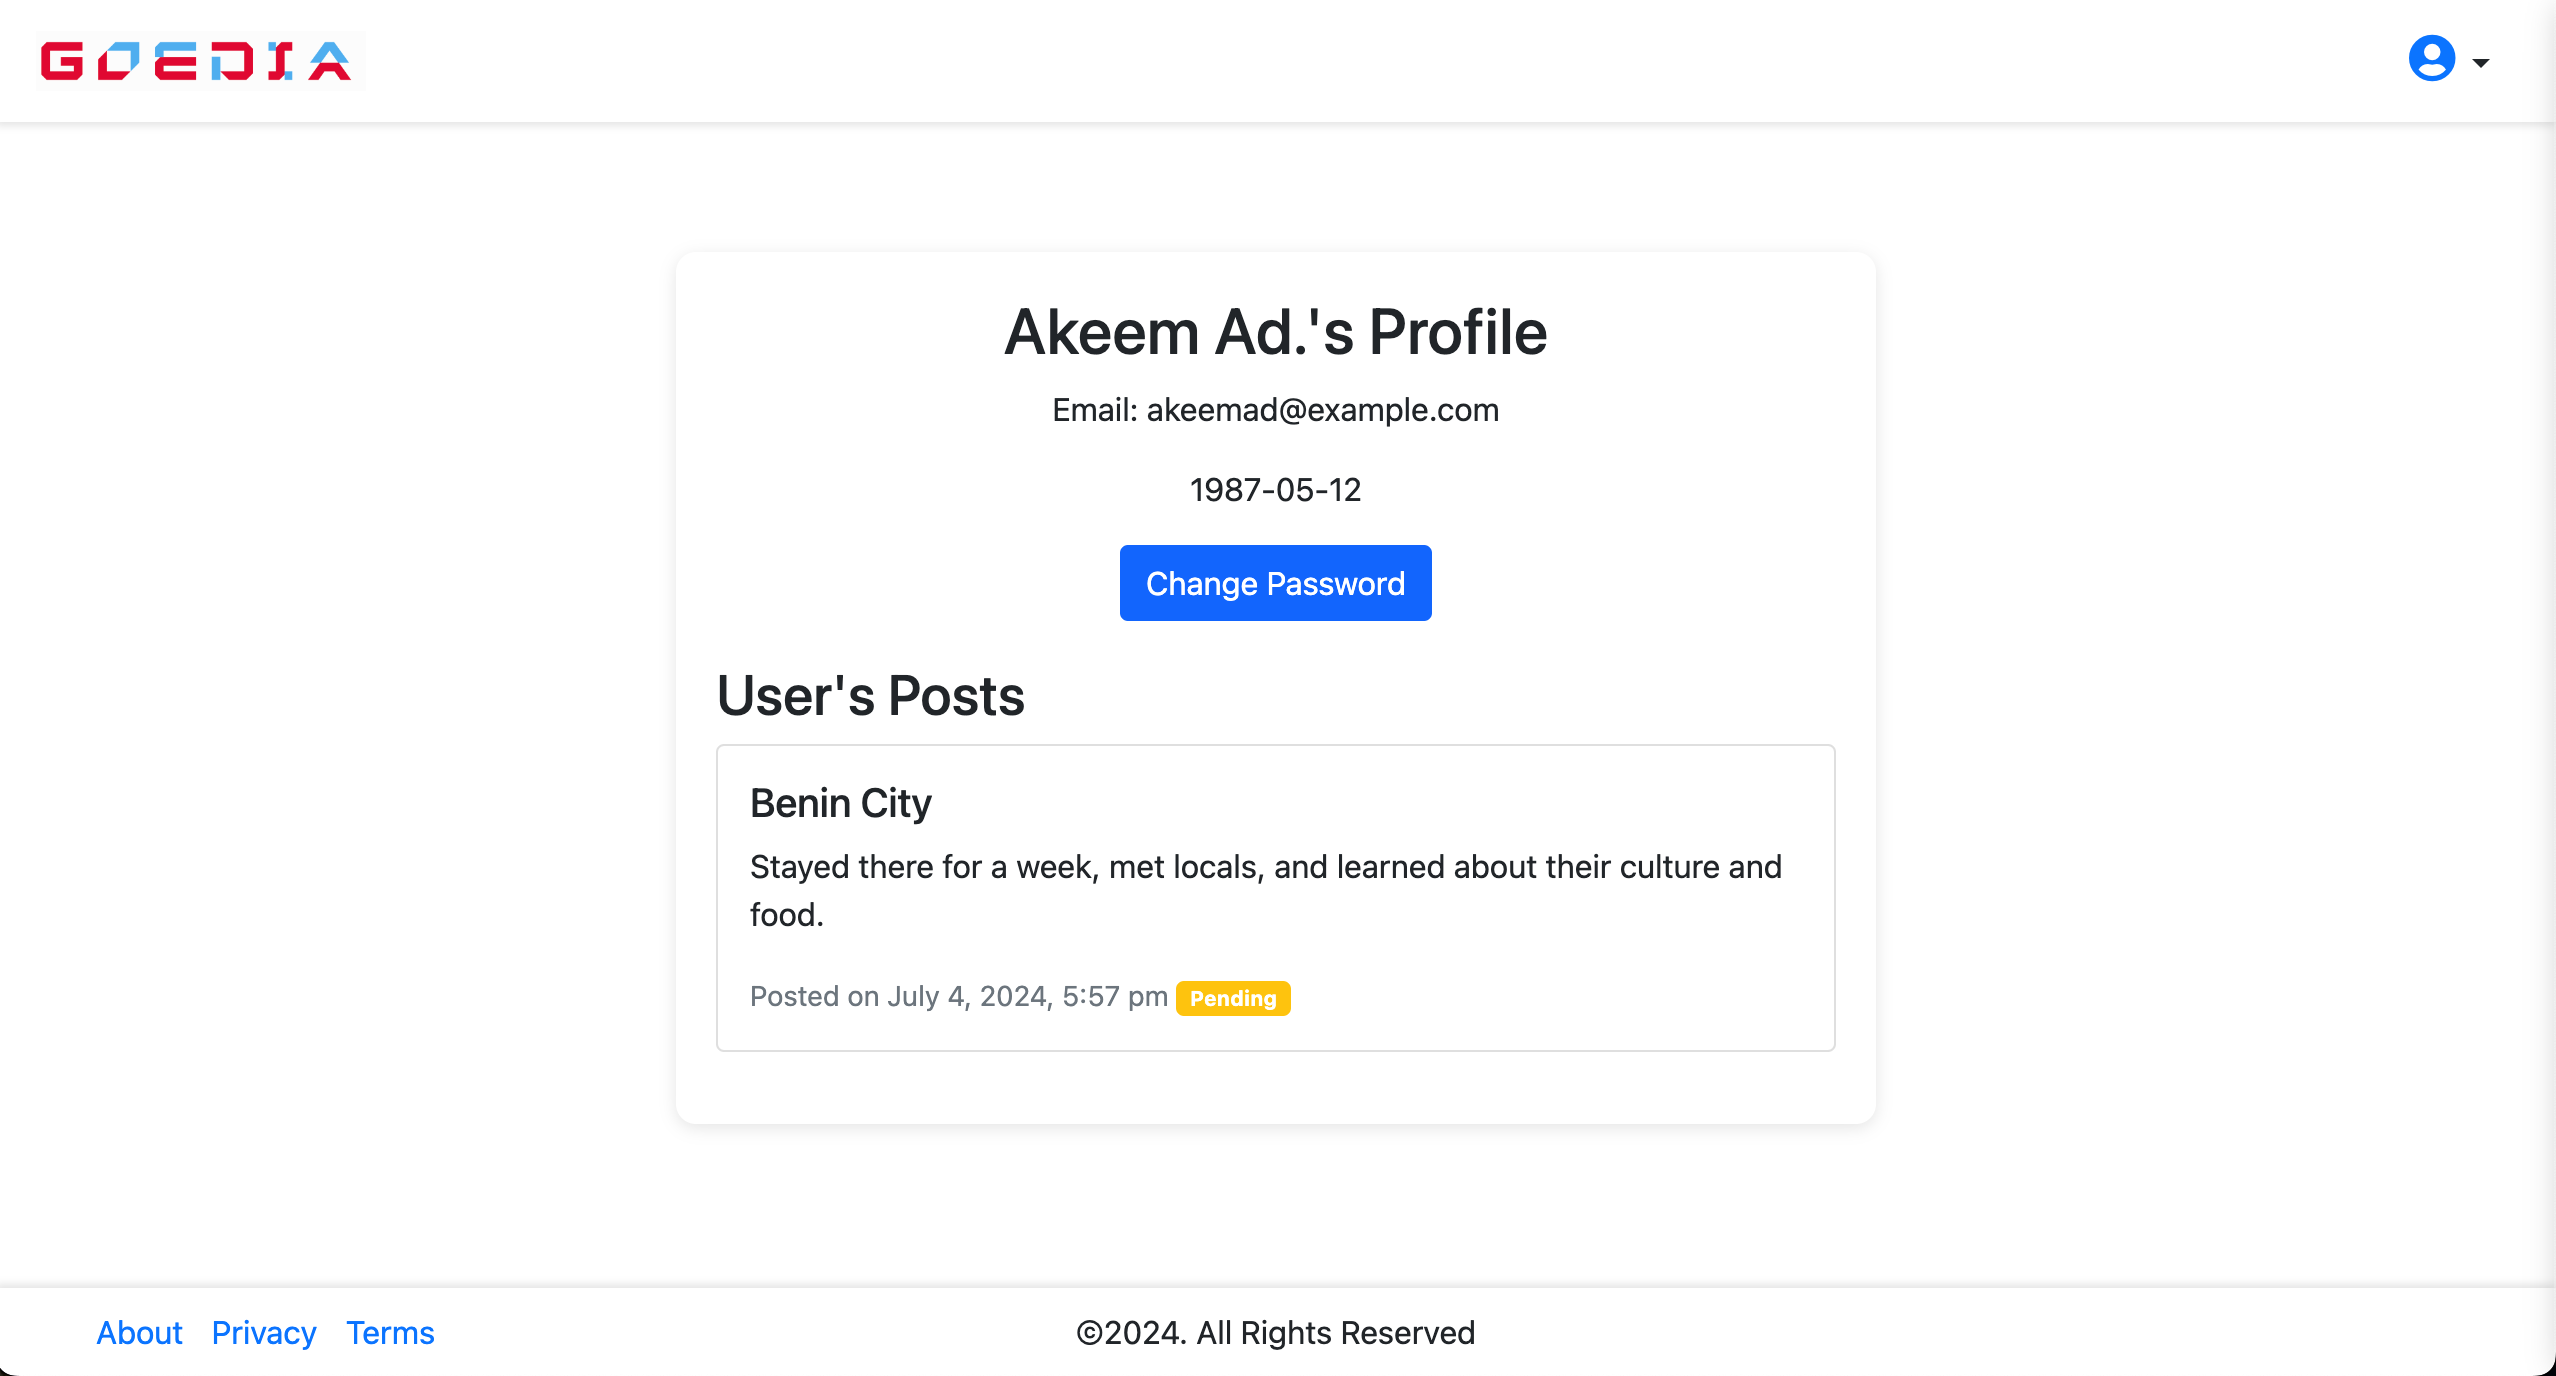 GOEDIA
Akeem Ad.'s Profile
Email: akeemad@example.com
1987-05-12
Change Password
User's Posts
Benin City
Stayed there for a week, met locals, and learned about their culture and
food.
Posted on July 4, 2024, 5:57 pm Pending
About Privacy Terms
©2024. All Rights Reserved